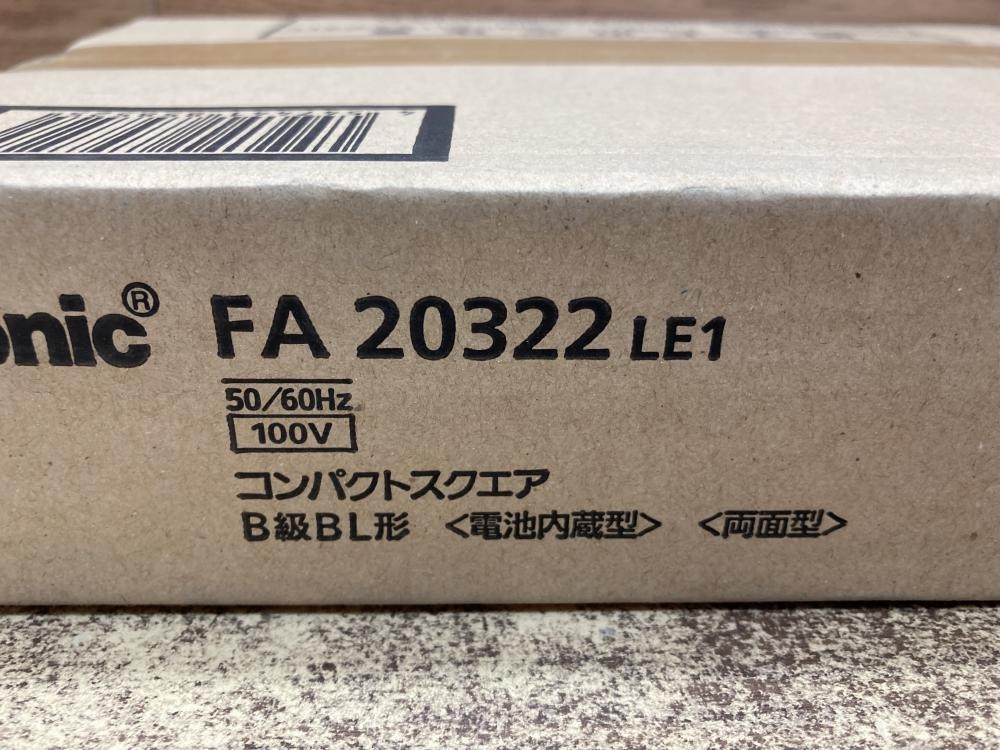 onic® FA 20322 LE1
50/60Hz
100V
コンパクトスクエア
B級BL形 <電池内蔵型> <両面型>